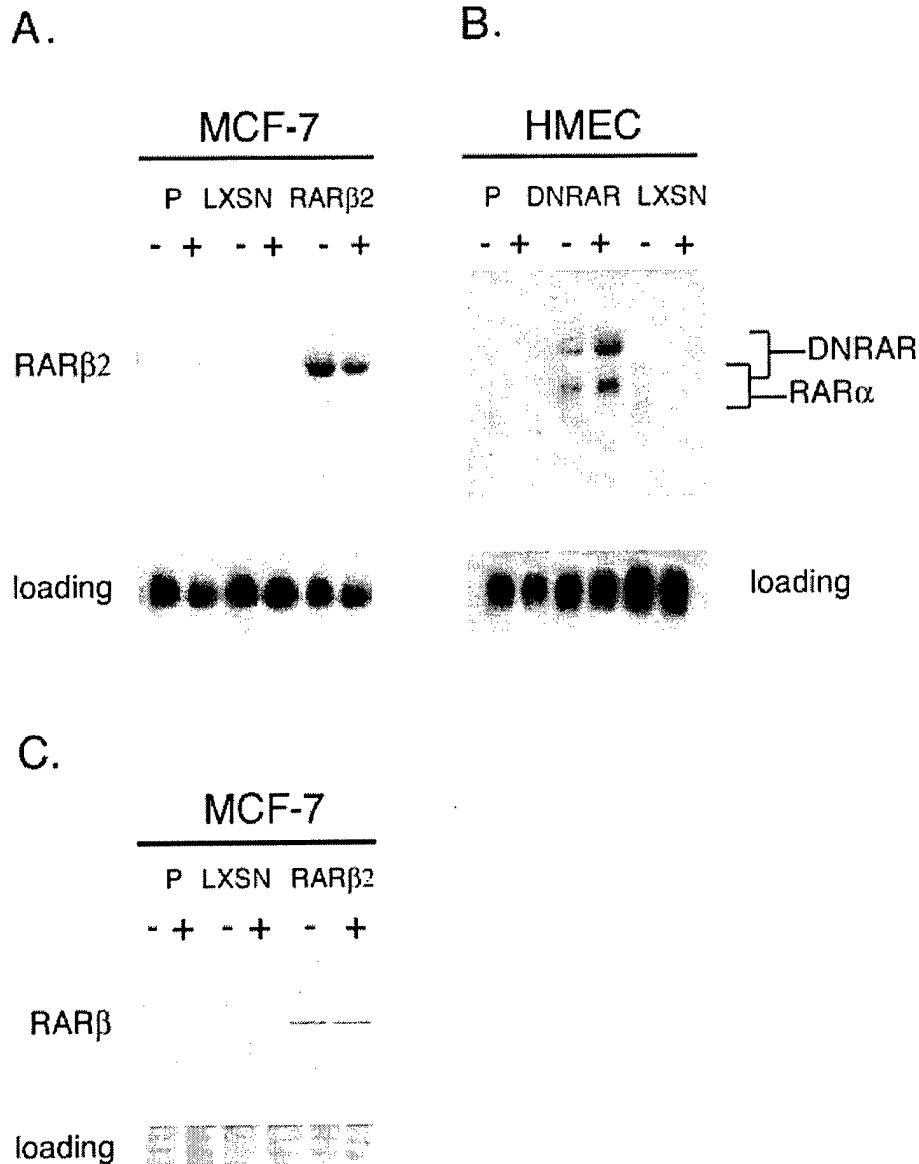 A.
MCF-7
P LXSN RARβ2
- + - + - +
RARβ2
loading
B.
HMEC
P DNRAR LXSN
- + - + - +
DNRAR
RARα
loading
C.
MCF-7
P LXSN RARβ2
- + - + - +
RARβ
loading